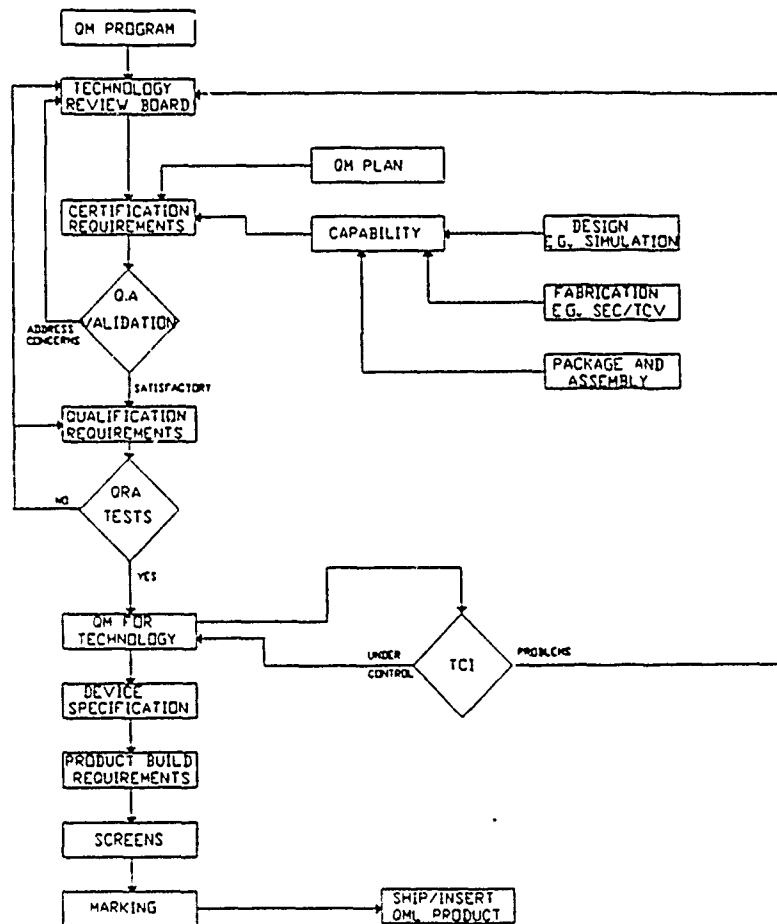 QM PROGRAM
TECHNOLOGY
REVIEW BOARD
QM PLAN
CERTIFICATION
REQUIREMENTS
CAPABILITY
DESIGN
E.G. SIMULATION
Q.A
VALIDATION
ADDRESS
CONCERNS
FABRICATION
E.G. SEC/TCV
PACKAGE AND
ASSEMBLY
SATISFACTORY
QUALIFICATION
REQUIREMENTS
QRA
TESTS
NO
YES
QM FOR
TECHNOLOGY
UNDER
CONTROL
TCI
PROBLEMS
DEVICE
SPECIFICATION
PRODUCT BUILD
REQUIREMENTS
SCREENS
MARKING
SHIP/INSERT
QML PRODUCT